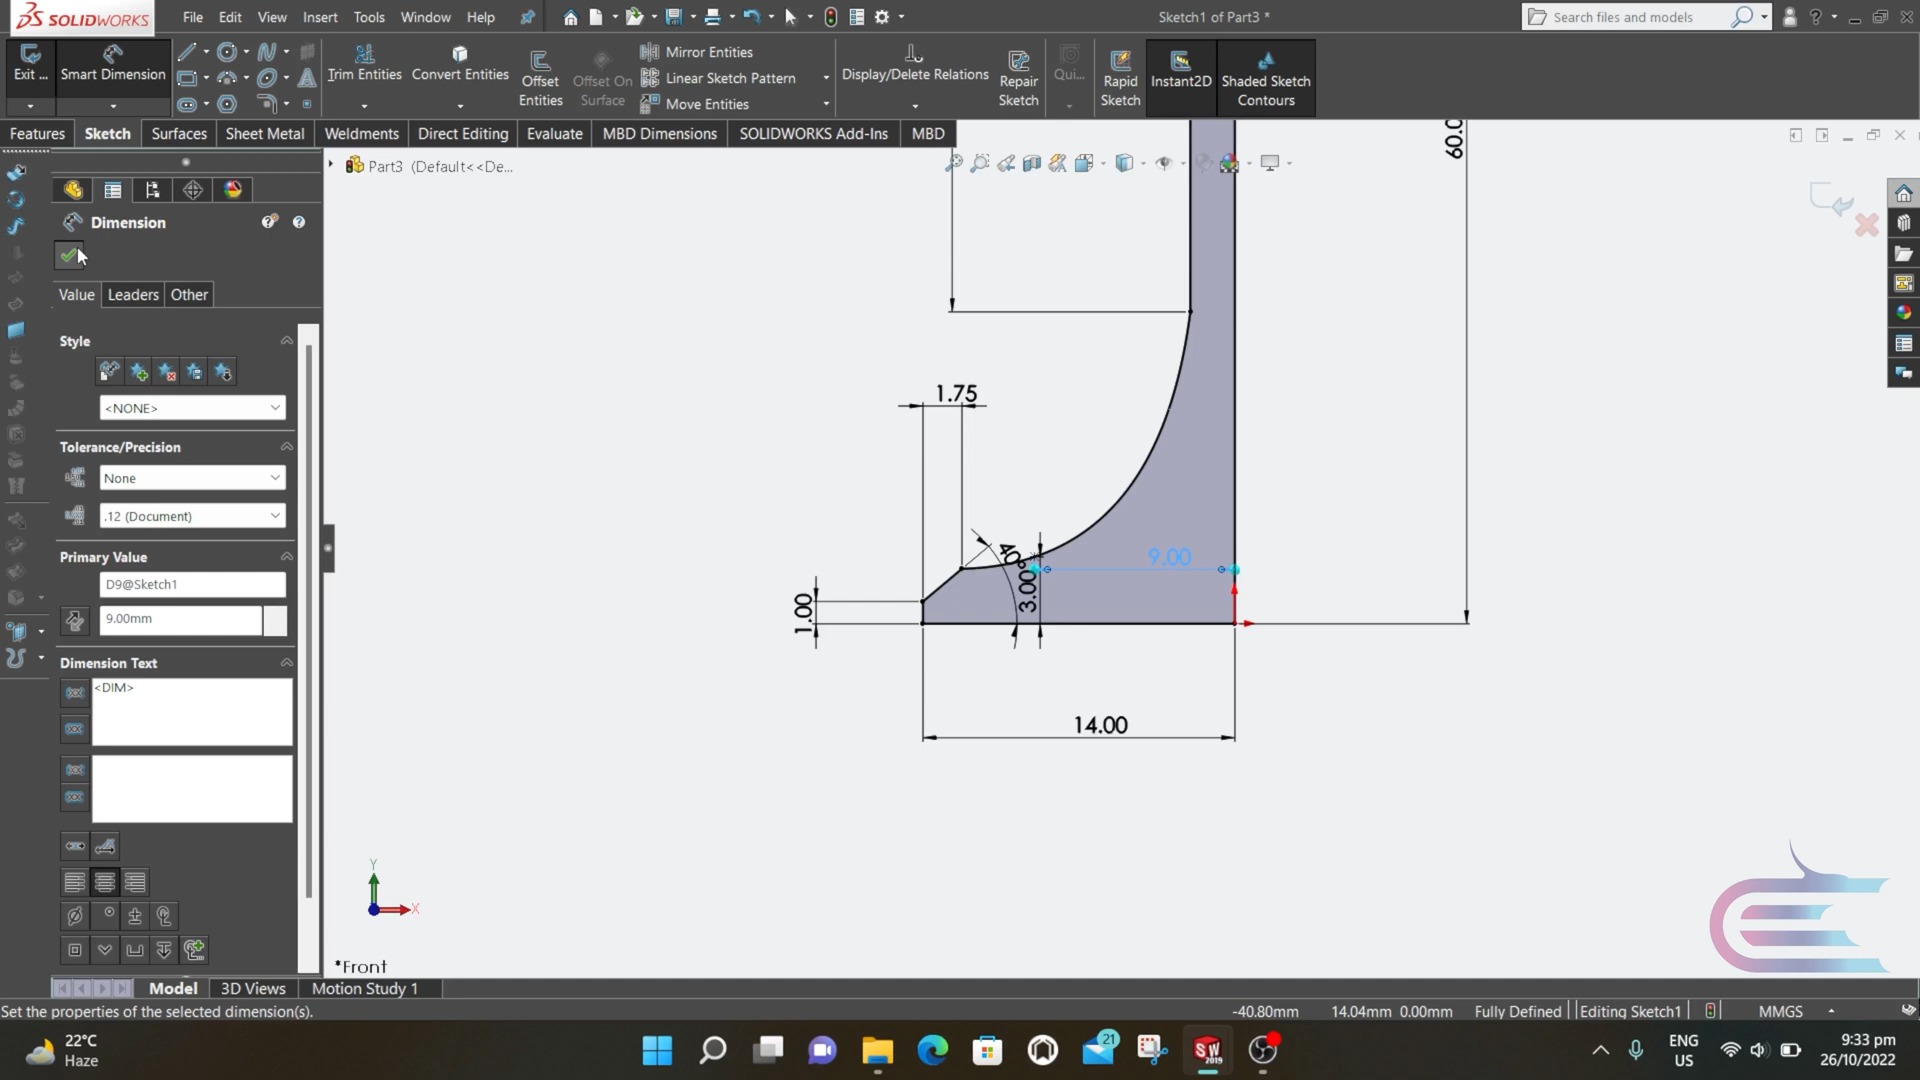 SOLIDWORKS
File Edit View Insert Tools Window Help
Sketch1 of Part3 *
Search files and models
Exit ...
Smart Dimension
Trim Entities
Convert Entities
Offset Entities
Offset On Surface
Mirror Entities
Linear Sketch Pattern
Move Entities
Display/Delete Relations
Repair Sketch
Qui...
Rapid Sketch
Instant2D
Shaded Sketch Contours
Features Sketch Surfaces Sheet Metal Weldments Direct Editing Evaluate MBD Dimensions SOLIDWORKS Add-Ins MBD
Part3 (Default<<De...
Dimension
Value Leaders Other
Style
<NONE>
Tolerance/Precision
None
.12 (Document)
Primary Value
D9@Sketch1
9.00mm
Dimension Text
<DIM>
60.0
1.75
40°
3.00
9.00
1.00
14.00
Y
X
*Front
Model 3D Views Motion Study 1
Set the properties of the selected dimension(s).
-40.80mm 14.04mm 0.00mm Fully Defined Editing Sketch1 MMGS
22°C
Haze
21
SW
2019
ENG
US
9:33 pm
26/10/2022